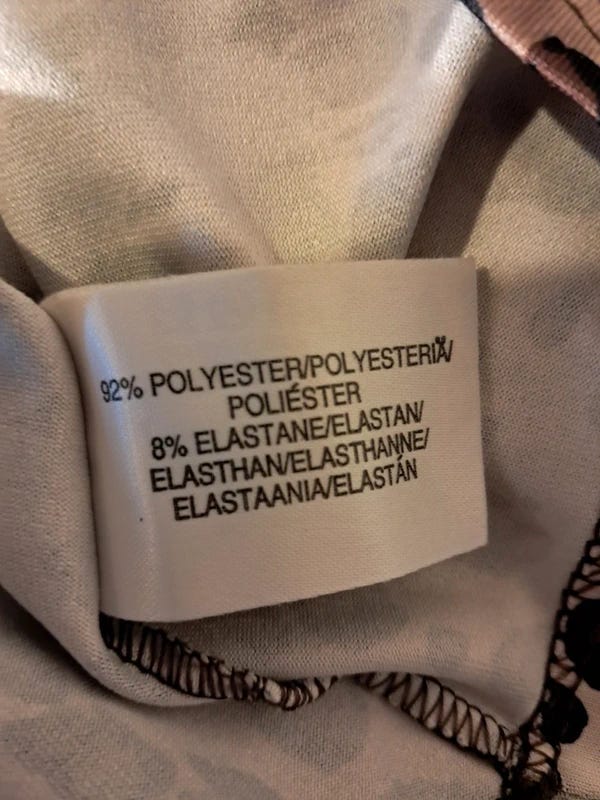 92% POLYESTER/POLYESTERIÄ/
POLIÉSTER
8% ELASTANE/ELASTAN/
ELASTHAN/ELASTHANNE/
ELASTAANIA/ELASTÁN